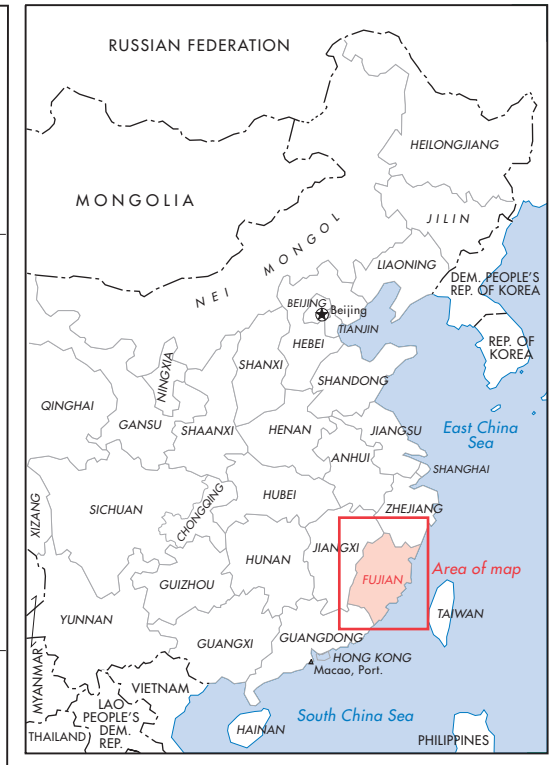 RUSSIAN FEDERATION
HEILONGJIANG
MONGOLIA
JILIN
NEI MONGOL
LIAONING
DEM. PEOPLE'S
REP. OF KOREA
BEIJING
Beijing
TIANJIN
HEBEI
REP. OF
KOREA
SHANXI
NINGXIA
SHANDONG
QINGHAI
GANSU
SHAANXI
HENAN
JIANGSU
East China
Sea
ANHUI
SHANGHAI
SICHUAN
CHONGQING
HUBEI
XIZANG
ZHEJIANG
JIANGXI
HUNAN
Area of map
FUJIAN
GUIZHOU
TAIWAN
YUNNAN
GUANGXI
GUANGDONG
HONG KONG
Macao, Port.
MYANMAR
VIETNAM
LAO
PEOPLE'S
DEM.
REP.
THAILAND
HAINAN
South China Sea
PHILIPPINES